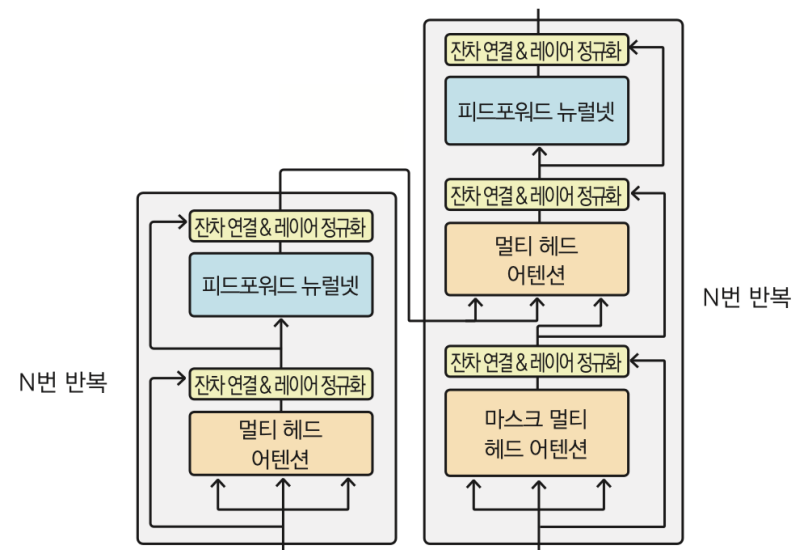 잔차 연결 & 레이어 정규화
피드포워드 뉴럴넷
잔차 연결 & 레이어 정규화
멀티 헤드
어텐션
N번 반복
잔차 연결 & 레이어 정규화
피드포워드 뉴럴넷
잔차 연결 & 레이어 정규화
멀티 헤드
어텐션
잔차 연결 & 레이어 정규화
마스크 멀티
헤드 어텐션
N번 반복